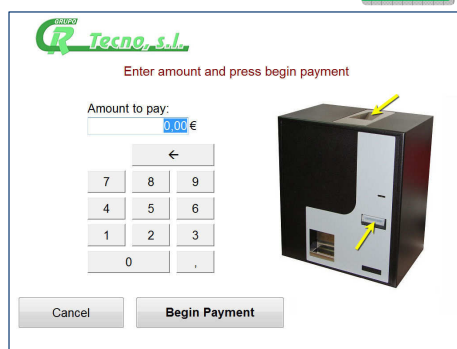 GRUPO
CR Tecno, s.l.
Enter amount and press begin payment
Amount to pay:
0,00 €
←
7 8 9
4 5 6
1 2 3
0 ,
Cancel Begin Payment